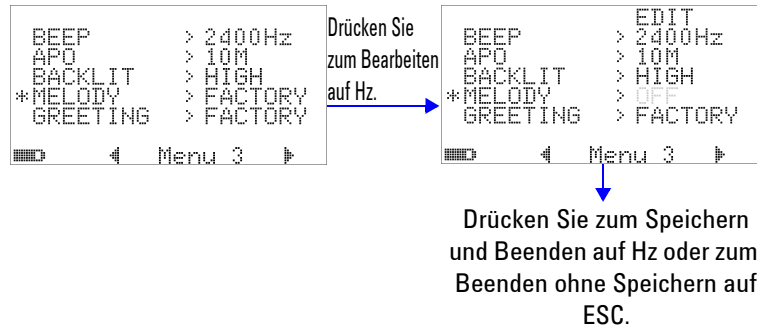 BEEP > 2400Hz
APO > 10M
BACKLIT > HIGH
*MELODY > FACTORY
GREETING > FACTORY
Menu 3
Drücken Sie
zum Bearbeiten
auf Hz.
EDIT
BEEP > 2400Hz
APO > 10M
BACKLIT > HIGH
*MELODY > OFF
GREETING > FACTORY
Menu 3
Drücken Sie zum Speichern
und Beenden auf Hz oder zum
Beenden ohne Speichern auf
ESC.